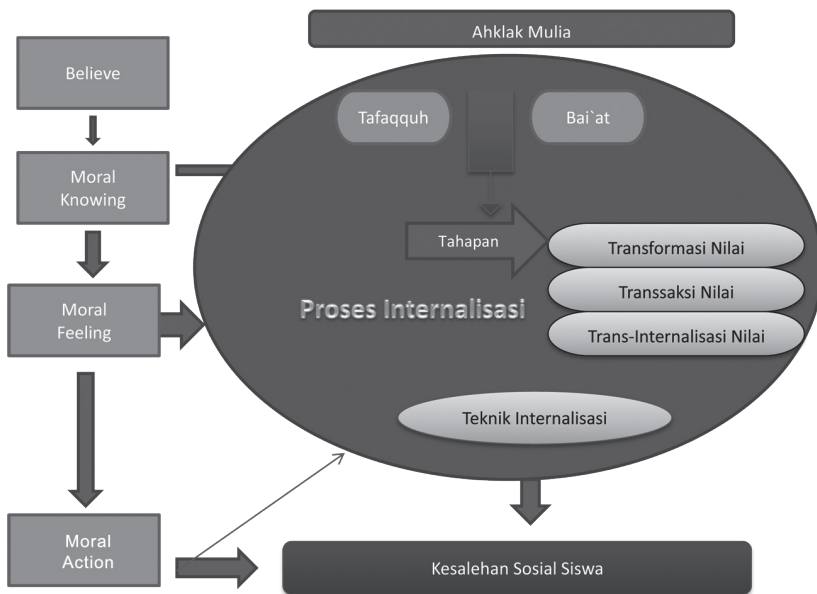 Ahklak Mulia
Believe
Tafaqquh
Bai`at
Moral
Knowing
Tahapan
Transformasi Nilai
Transsaksi Nilai
Trans-Internalisasi Nilai
Moral
Feeling
Proses Internalisasi
Teknik Internalisasi
Moral
Action
Kesalehan Sosial Siswa